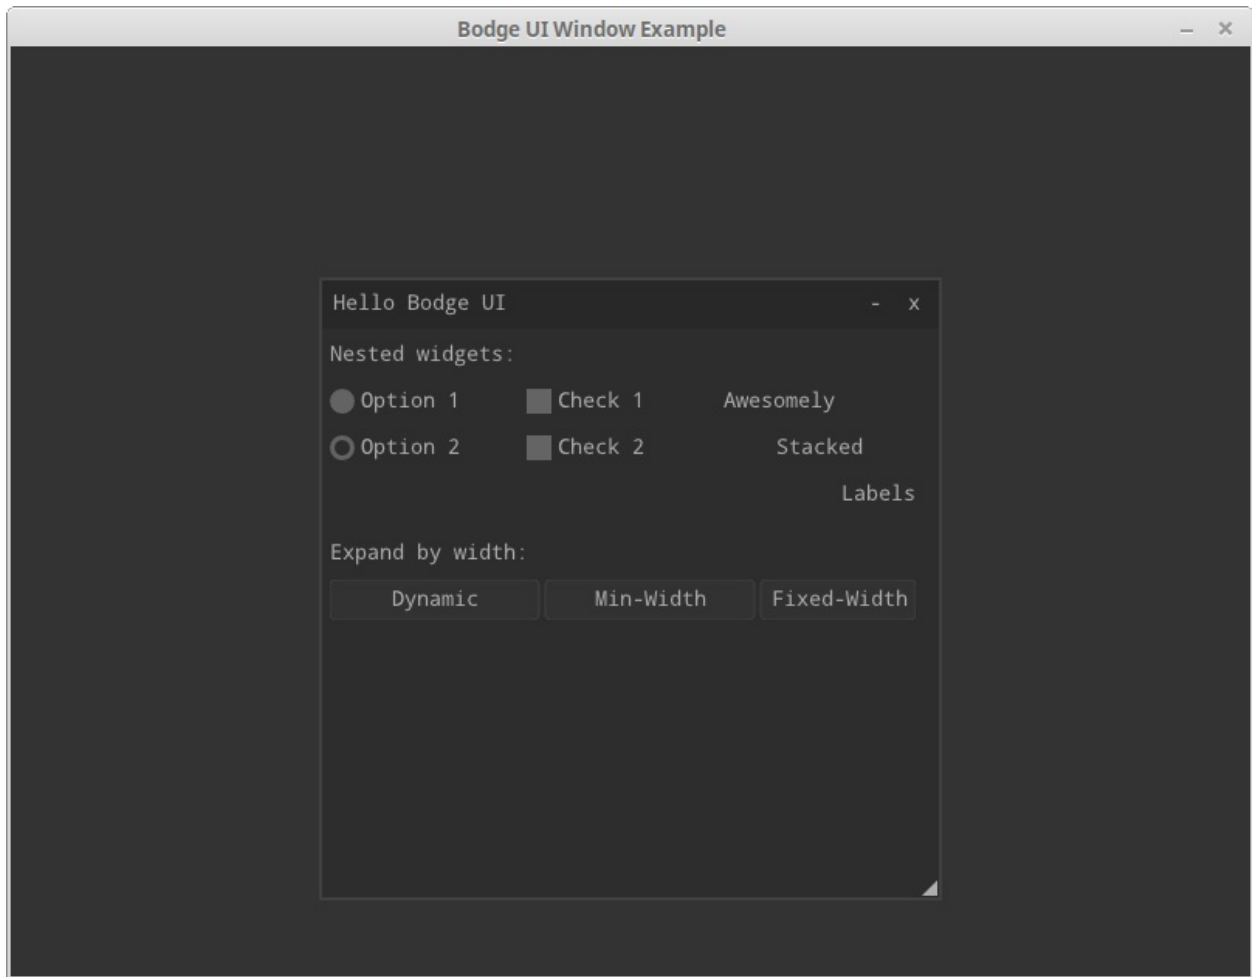 Bodge UI Window Example
Hello Bodge UI - x
Nested widgets:
Option 1 Check 1 Awesomely
Option 2 Check 2 Stacked
Labels
Expand by width:
Dynamic Min-Width Fixed-Width